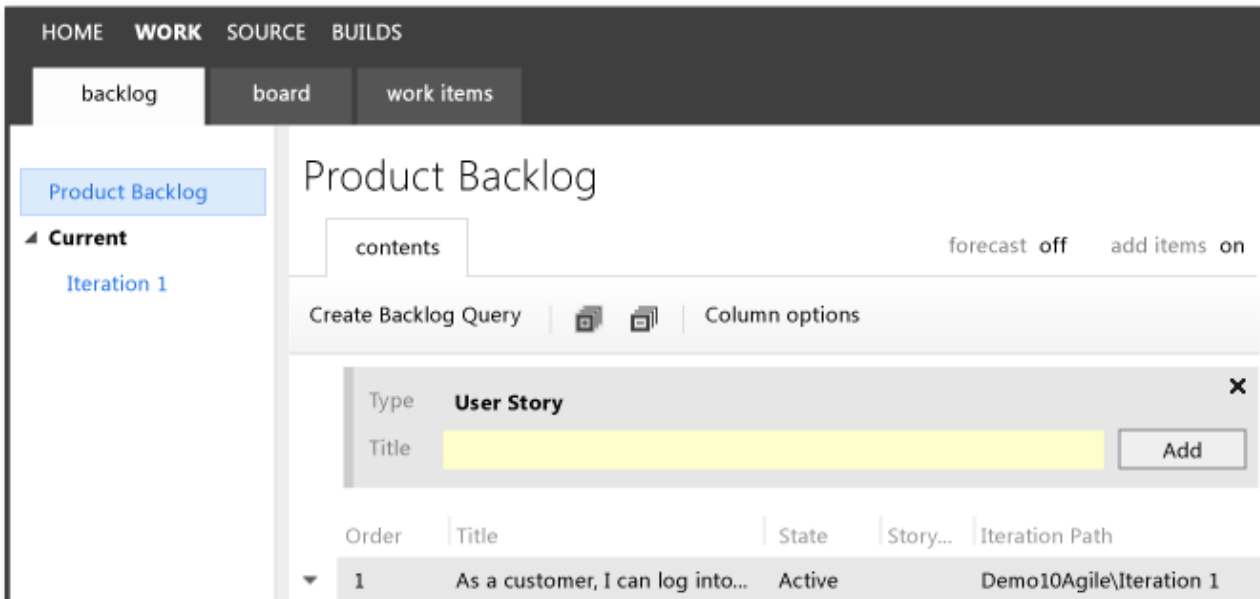 HOME WORK SOURCE BUILDS
backlog board work items
Product Backlog
Current
Iteration 1
Product Backlog
contents forecast off add items on
Create Backlog Query Column options
Type User Story
Title Add
Order Title State Story... Iteration Path
1 As a customer, I can log into... Active Demo10Agile\Iteration 1